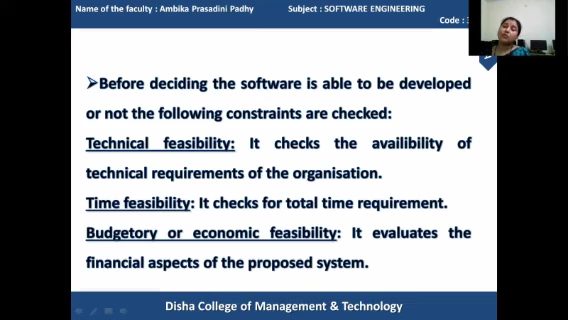 Name of the faculty : Ambika Prasadini Padhy Subject : SOFTWARE ENGINEERING
Code :
➢Before deciding the software is able to be developed
or not the following constraints are checked:
Technical feasibility: It checks the availibility of
technical requirements of the organisation.
Time feasibility: It checks for total time requirement.
Budgetory or economic feasibility: It evaluates the
financial aspects of the proposed system.
Disha College of Management & Technology